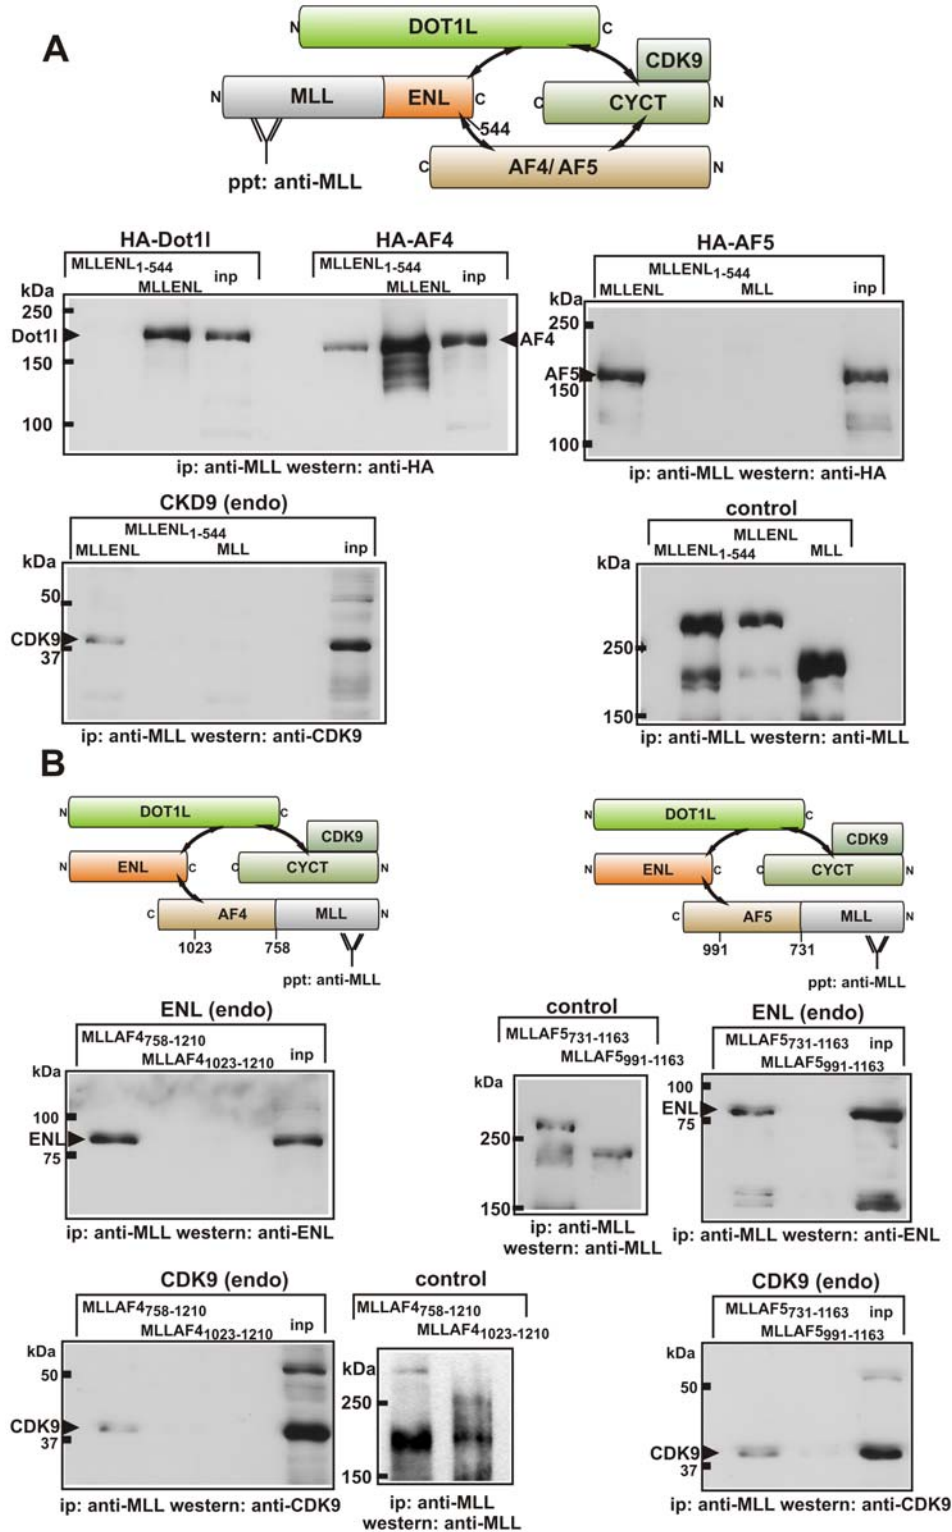 A
N DOT1L C
CDK9
N MLL ENL C
C CYCT N
544
C AF4/ AF5 N
ppt: anti-MLL
HA-Dot1l
MLLENL1-544
MLLENL
inp
HA-AF4
MLLENL1-544
MLLENL
inp
kDa
250
Dot1l
150
100
AF4
ip: anti-MLL western: anti-HA
HA-AF5
MLLENL1-544
MLLENL MLL inp
kDa
250
AF5
150
100
ip: anti-MLL western: anti-HA
CKD9 (endo)
MLLENL1-544
MLLENL MLL inp
kDa
50
CDK9
37
ip: anti-MLL western: anti-CDK9
control
MLLENL
MLLENL1-544 MLL
kDa
250
150
ip: anti-MLL western: anti-MLL
B
N DOT1L C
CDK9
N ENL C
C CYCT N
C AF4 MLL N
1023 758
ppt: anti-MLL
N DOT1L C
CDK9
N ENL C
C CYCT N
C AF5 MLL N
991 731
ppt: anti-MLL
ENL (endo)
MLLAF4758-1210
MLLAF41023-1210
inp
kDa
100
ENL
75
ip: anti-MLL western: anti-ENL
control
MLLAF5731-1163
MLLAF5991-1163
kDa
250
150
ip: anti-MLL
western: anti-MLL
ENL (endo)
MLLAF5731-1163
MLLAF5991-1163
inp
kDa
100
ENL
75
ip: anti-MLL western: anti-ENL
CDK9 (endo)
MLLAF4758-1210
MLLAF41023-1210
inp
kDa
50
CDK9
37
ip: anti-MLL western: anti-CDK9
control
MLLAF4758-1210
MLLAF41023-1210
kDa
250
150
ip: anti-MLL
western: anti-MLL
CDK9 (endo)
MLLAF5731-1163
MLLAF5991-1163
inp
kDa
50
CDK9
37
ip: anti-MLL western: anti-CDK9